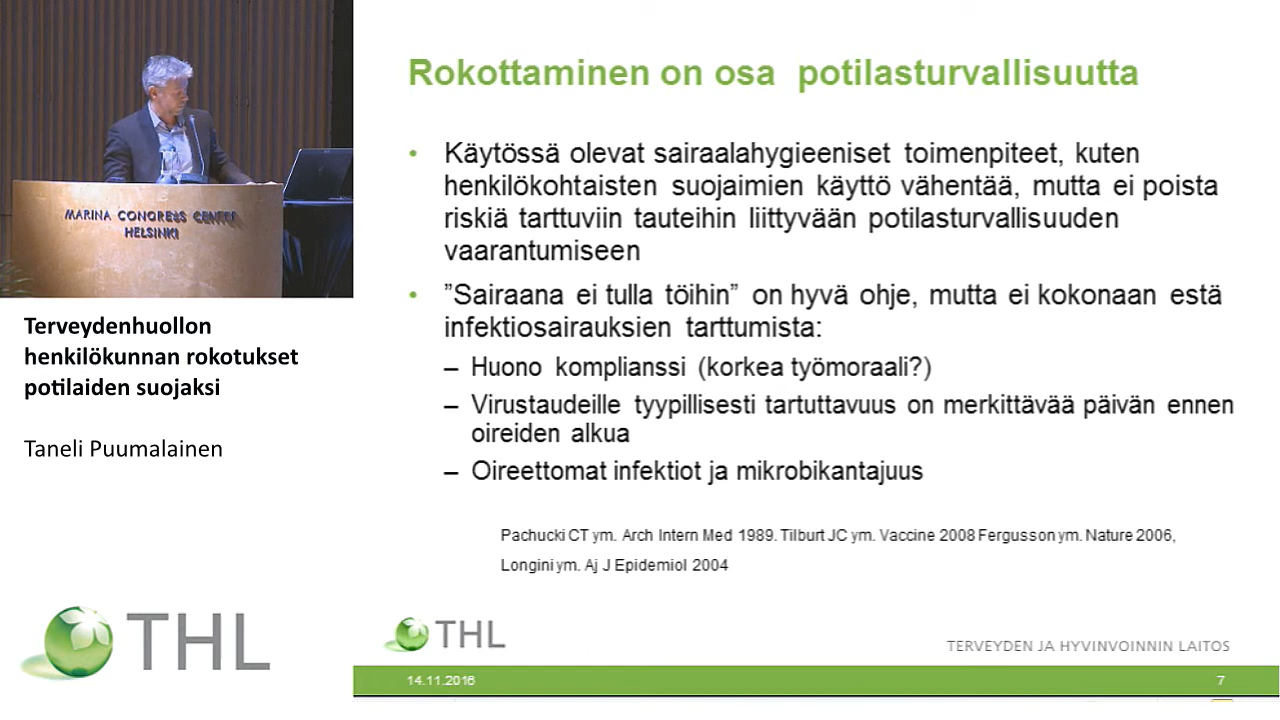 MARINA CONGRESS CENTER
HELSINKI
Terveydenhuollon
henkilökunnan rokotukset
potilaiden suojaksi
Taneli Puumalainen
THL
Rokottaminen on osa potilasturvallisuutta
• Käytössä olevat sairaalahygieeniset toimenpiteet, kuten
henkilökohtaisten suojaimien käyttö vähentää, mutta ei poista
riskiä tarttuviin tauteihin liittyvään potilasturvallisuuden
vaarantumiseen
• ”Sairaana ei tulla töihin” on hyvä ohje, mutta ei kokonaan estä
infektiosairauksien tarttumista:
– Huono komplianssi (korkea työmoraali?)
– Virustaudeille tyypillisesti tartuttavuus on merkittävää päivän ennen
oireiden alkua
– Oireettomat infektiot ja mikrobikantajuus
Pachucki CT ym. Arch Intern Med 1989. Tilburt JC ym. Vaccine 2008 Fergusson ym. Nature 2006,
Longini ym. Aj J Epidemiol 2004
THL
TERVEYDEN JA HYVINVOINNIN LAITOS
14.11.2016
7